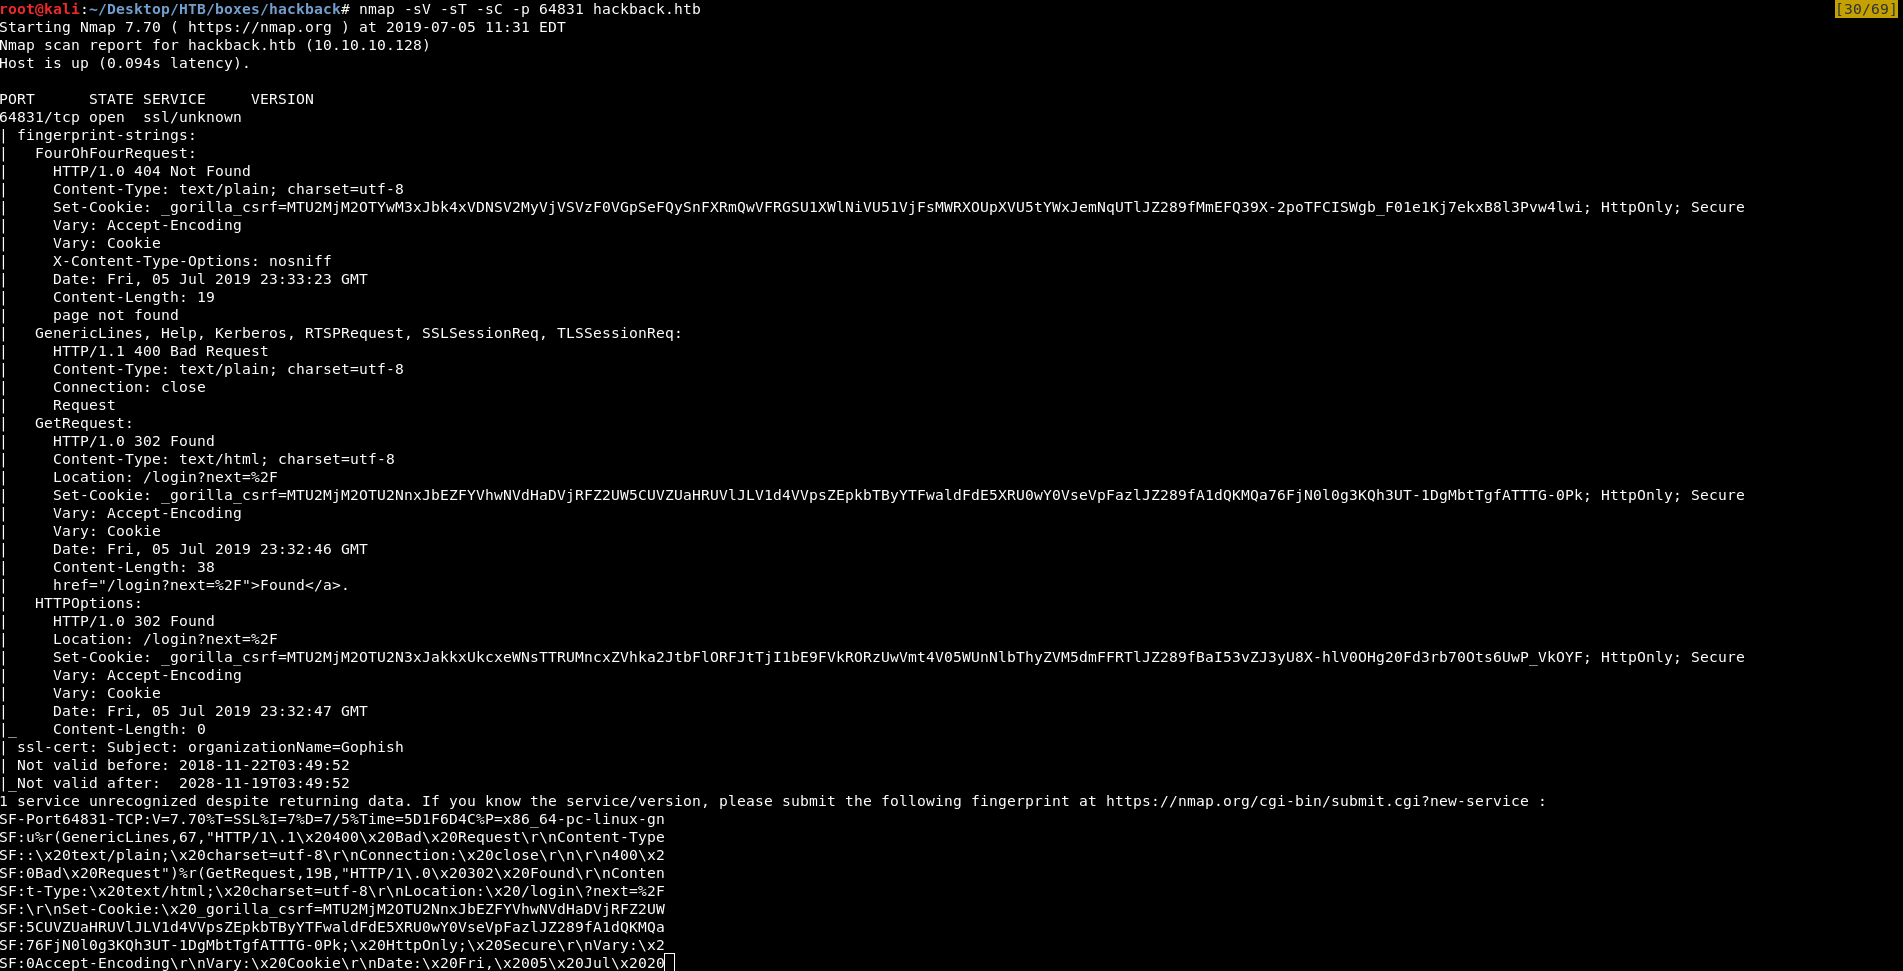 root@kali:~/Desktop/HTB/boxes/hackback# nmap -sV -sT -sC -p 64831 hackback.htb [30/69]
Starting Nmap 7.70 ( https://nmap.org ) at 2019-07-05 11:31 EDT
Nmap scan report for hackback.htb (10.10.10.128)
Host is up (0.094s latency).

PORT      STATE SERVICE     VERSION
64831/tcp open  ssl/unknown
| fingerprint-strings:
|   FourOhFourRequest:
|     HTTP/1.0 404 Not Found
|     Content-Type: text/plain; charset=utf-8
|     Set-Cookie: _gorilla_csrf=MTU2MjM2OTYwM3xJbk4xVDNSV2MyVjVSVzF0VGpSeFQySnFXRmQwVFRGSU1XWlNiVU51VjFsMWRXOUpXVU5tYWxJemNqUTlJZ289fMmEFQ39X-2poTFCISWgb_F01e1Kj7ekxB8l3Pvw4lwi; HttpOnly; Secure
|     Vary: Accept-Encoding
|     Vary: Cookie
|     X-Content-Type-Options: nosniff
|     Date: Fri, 05 Jul 2019 23:33:23 GMT
|     Content-Length: 19
|     page not found
|   GenericLines, Help, Kerberos, RTSPRequest, SSLSessionReq, TLSSessionReq:
|     HTTP/1.1 400 Bad Request
|     Content-Type: text/plain; charset=utf-8
|     Connection: close
|     Request
|   GetRequest:
|     HTTP/1.0 302 Found
|     Content-Type: text/html; charset=utf-8
|     Location: /login?next=%2F
|     Set-Cookie: _gorilla_csrf=MTU2MjM2OTU2NnxJbEZFYVhwNVdHaDVjRFZ2UW5CUVZUaHRUVlJLV1d4VVpsZEpkbTByYTFwaldFdE5XRU0wY0VseVpFazlJZ289fA1dQKMQa76FjN0l0g3KQh3UT-1DgMbtTgfATTTG-0Pk; HttpOnly; Secure
|     Vary: Accept-Encoding
|     Vary: Cookie
|     Date: Fri, 05 Jul 2019 23:32:46 GMT
|     Content-Length: 38
|     href="/login?next=%2F">Found</a>.
|   HTTPOptions:
|     HTTP/1.0 302 Found
|     Location: /login?next=%2F
|     Set-Cookie: _gorilla_csrf=MTU2MjM2OTU2N3xJakkxUkcxeWNsTTRUMncxZVhka2JtbFlORFJtTjI1bE9FVkRORzUwVmt4V05WUnNlbThyZVM5dmFFRTlJZ289fBaI53vZJ3yU8X-hlV0OHg20Fd3rb70Ots6UwP_VkOYF; HttpOnly; Secure
|     Vary: Accept-Encoding
|     Vary: Cookie
|     Date: Fri, 05 Jul 2019 23:32:47 GMT
|_    Content-Length: 0
| ssl-cert: Subject: organizationName=Gophish
| Not valid before: 2018-11-22T03:49:52
|_Not valid after:  2028-11-19T03:49:52
1 service unrecognized despite returning data. If you know the service/version, please submit the following fingerprint at https://nmap.org/cgi-bin/submit.cgi?new-service :
SF-Port64831-TCP:V=7.70%T=SSL%I=7%D=7/5%Time=5D1F6D4C%P=x86_64-pc-linux-gn
SF:u%r(GenericLines,67,"HTTP/1\.1\x20400\x20Bad\x20Request\r\nContent-Type
SF::\x20text/plain;\x20charset=utf-8\r\nConnection:\x20close\r\n\r\n400\x2
SF:0Bad\x20Request")%r(GetRequest,19B,"HTTP/1\.0\x20302\x20Found\r\nConten
SF:t-Type:\x20text/html;\x20charset=utf-8\r\nLocation:\x20/login\?next=%2F
SF:\r\nSet-Cookie:\x20_gorilla_csrf=MTU2MjM2OTU2NnxJbEZFYVhwNVdHaDVjRFZ2UW
SF:5CUVZUaHRUVlJLV1d4VVpsZEpkbTByYTFwaldFdE5XRU0wY0VseVpFazlJZ289fA1dQKMQa
SF:76FjN0l0g3KQh3UT-1DgMbtTgfATTTG-0Pk;\x20HttpOnly;\x20Secure\r\nVary:\x2
SF:0Accept-Encoding\r\nVary:\x20Cookie\r\nDate:\x20Fri,\x2005\x20Jul\x2020